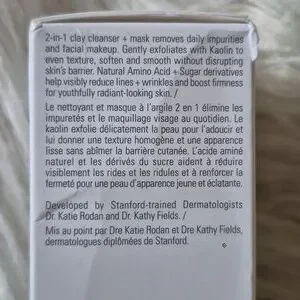 2-in-1 clay cleanser + mask removes daily impurities
and facial makeup. Gently exfoliates with Kaolin to
even texture, soften and smooth without disrupting
skin's barrier. Natural Amino Acid + Sugar derivatives
help visibly reduce lines + wrinkles and boost firmness
for youthfully radiant-looking skin. /
Le nettoyant et masque à l'argile 2 en 1 élimine les
impuretés et le maquillage visage au quotidien. Le
kaolin exfolie délicatement la peau pour l'adoucir et
lui donner une texture homogène et une apparence
lisse sans abîmer la barrière cutanée. L'acide aminé
naturel et les dérivés du sucre aident à réduire
visiblement les rides et les ridules et à renforcer la
fermeté pour une peau d'apparence jeune et éclatante.
Developed by Stanford-trained Dermatologists
Dr. Katie Rodan and Dr. Kathy Fields. /
Mis au point par Dre Katie Rodan et Dre Kathy Fields,
dermatologues diplômées de Stanford.